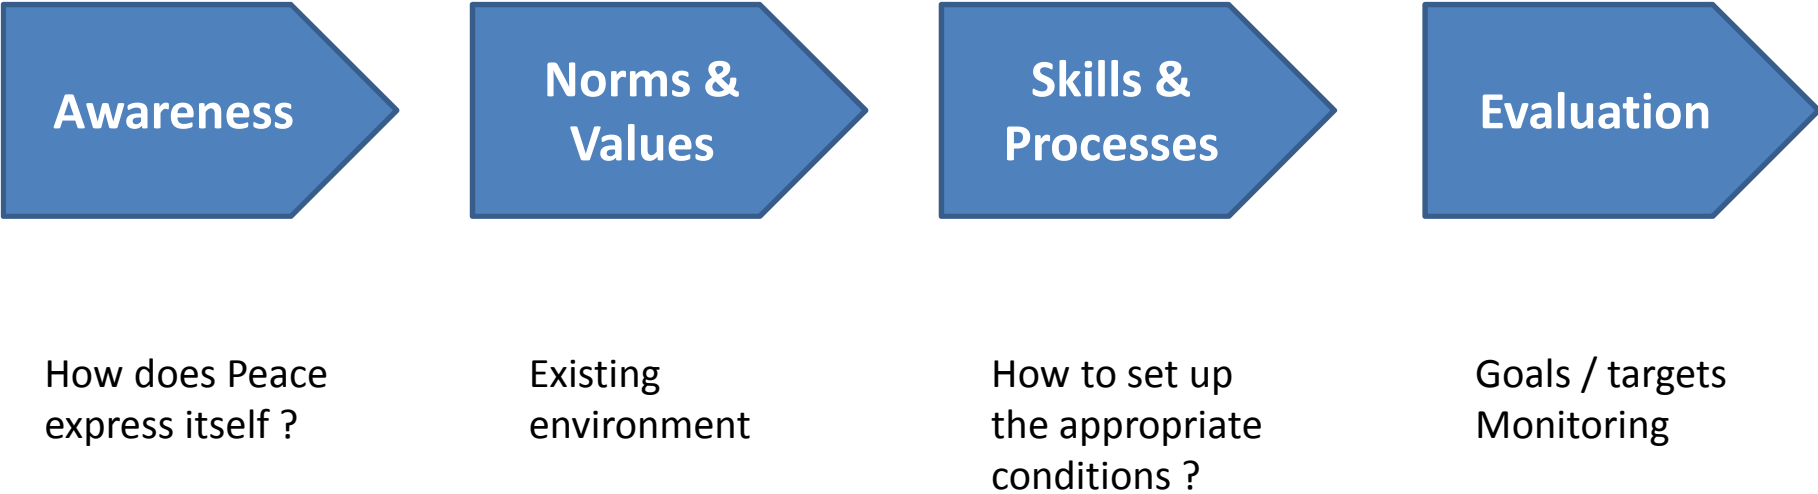 Awareness
Norms &
Values
Skills &
Processes
Evaluation
How does Peace
express itself ?
Existing
environment
How to set up
the appropriate
conditions ?
Goals / targets
Monitoring